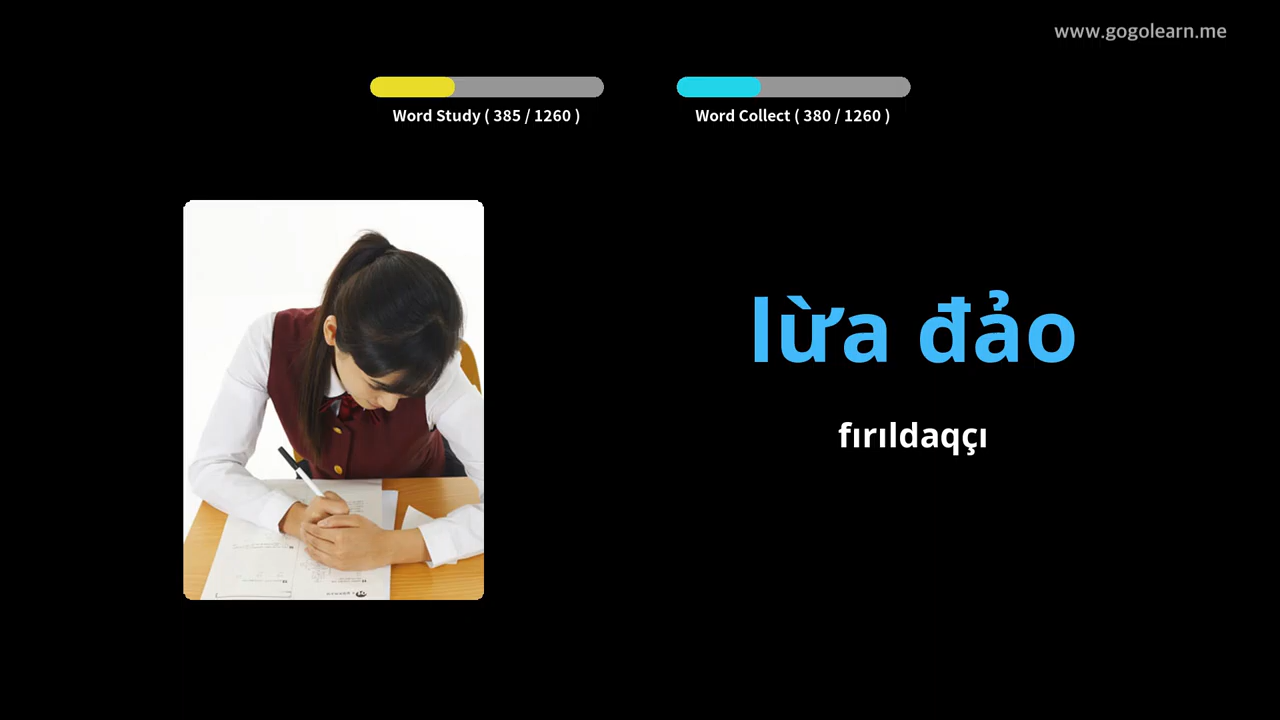 www.gogolearn.me
Word Study ( 385 / 1260 )
Word Collect ( 380 / 1260 )
lừa đảo
fırıldaqçı